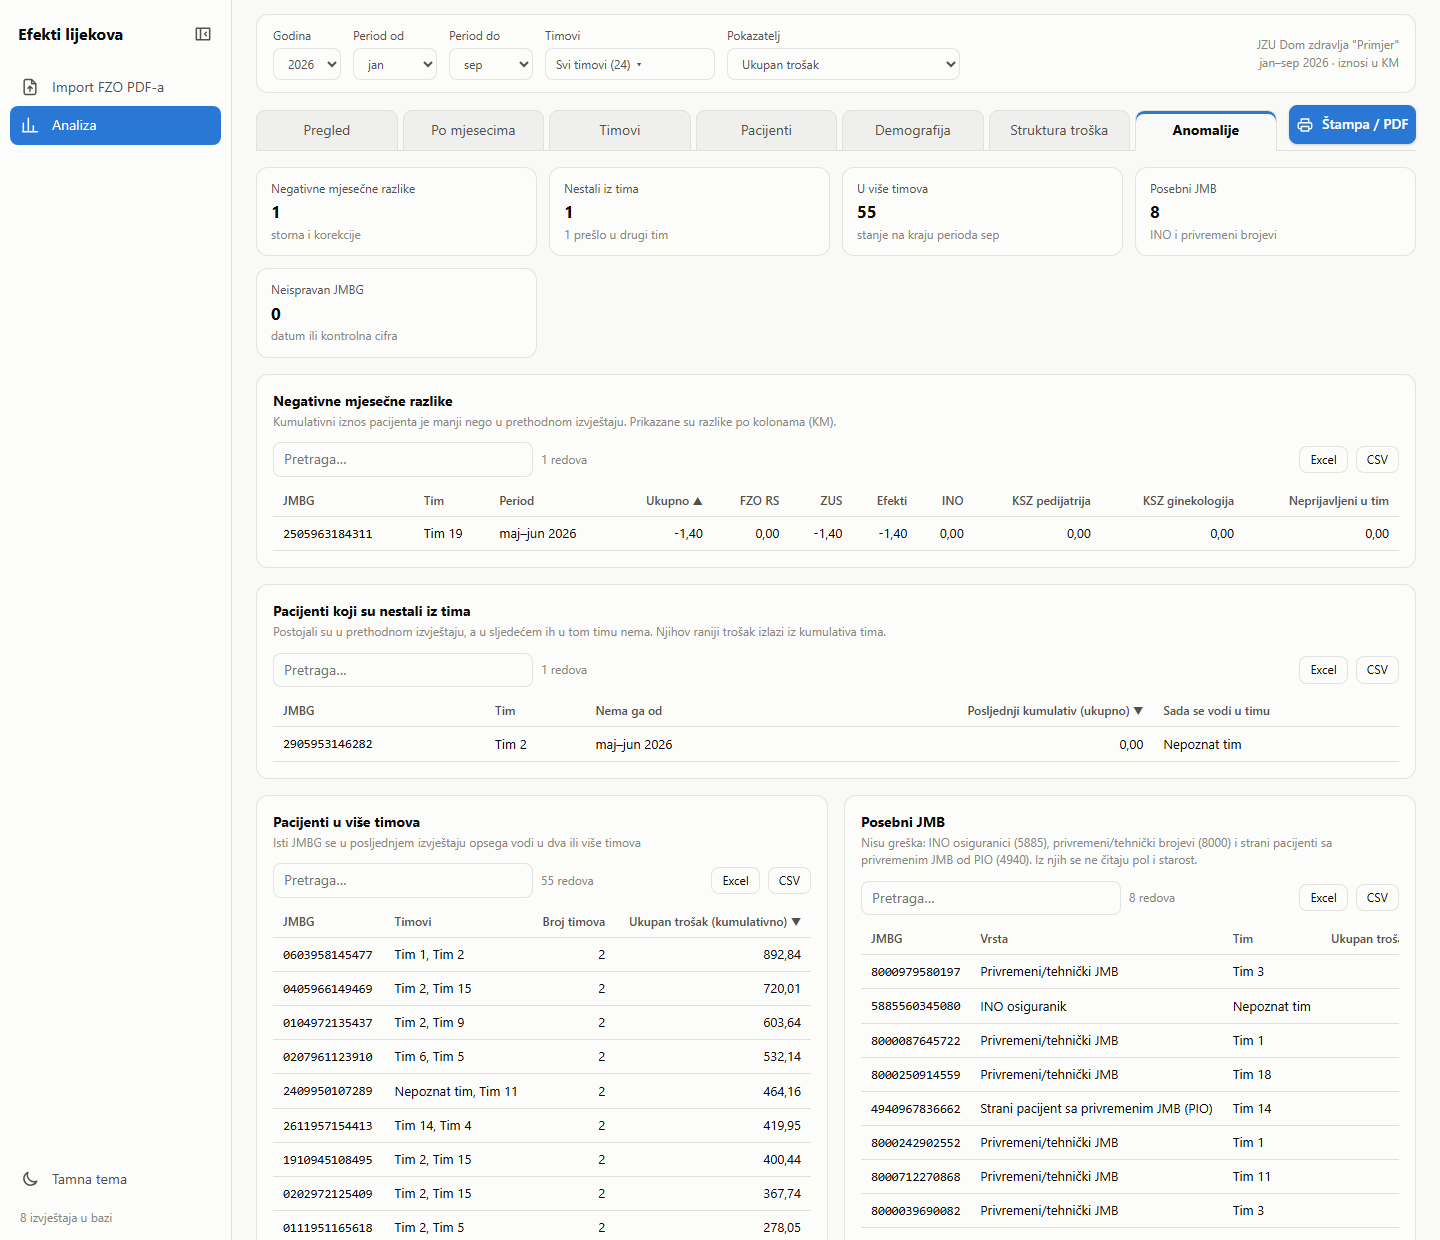 Efekti lijekova
Import FZO PDF-a
Analiza
Tamna tema
8 izvještaja u bazi
Godina
2026
Period od
jan
Period do
sep
Timovi
Svi timovi (24)
Pokazatelj
Ukupan trošak
JZU Dom zdravlja "Primjer"
jan–sep 2026 · iznosi u KM
Pregled
Po mjesecima
Timovi
Pacijenti
Demografija
Struktura troška
Anomalije
Štampa / PDF
Negativne mjesečne razlike
1
storna i korekcije
Nestali iz tima
1
1 prešlo u drugi tim
U više timova
55
stanje na kraju perioda sep
Posebni JMB
8
INO i privremeni brojevi
Neispravan JMBG
0
datum ili kontrolna cifra
Negativne mjesečne razlike
Kumulativni iznos pacijenta je manji nego u prethodnom izvještaju. Prikazane su razlike po kolonama (KM).
Pretraga... 1 redova Excel CSV
JMBG Tim Period Ukupno ▲ FZO RS ZUS Efekti INO KSZ pedijatrija KSZ ginekologija Neprijavljeni u tim
2505963184311 Tim 19 maj–jun 2026 -1,40 0,00 -1,40 -1,40 0,00 0,00 0,00 0,00
Pacijenti koji su nestali iz tima
Postojali su u prethodnom izvještaju, a u sljedećem ih u tom timu nema. Njihov raniji trošak izlazi iz kumulativa tima.
Pretraga... 1 redova Excel CSV
JMBG Tim Nema ga od Posljednji kumulativ (ukupno) ▼ Sada se vodi u timu
2905953146282 Tim 2 maj–jun 2026 0,00 Nepoznat tim
Pacijenti u više timova
Isti JMBG se u posljednjem izvještaju opsega vodi u dva ili više timova
Pretraga... 55 redova Excel CSV
JMBG Timovi Broj timova Ukupan trošak (kumulativno) ▼
0603958145477 Tim 1, Tim 2 2 892,84
0405966149469 Tim 2, Tim 15 2 720,01
0104972135437 Tim 2, Tim 9 2 603,64
0207961123910 Tim 6, Tim 5 2 532,14
2409950107289 Nepoznat tim, Tim 11 2 464,16
2611957154413 Tim 14, Tim 4 2 419,95
1910945108495 Tim 2, Tim 15 2 400,44
0202972125409 Tim 2, Tim 15 2 367,74
0111951165618 Tim 2, Tim 5 2 278,05
Posebni JMB
Nisu greška: INO osiguranici (5885), privremeni/tehnički brojevi (8000) i strani pacijenti sa
privremenim JMB od PIO (4940). Iz njih se ne čitaju pol i starost.
Pretraga... 8 redova Excel CSV
JMBG Vrsta Tim Ukupan
8000979580197 Privremeni/tehnički JMB Tim 3
5885560345080 INO osiguranik Nepoznat tim
8000087645722 Privremeni/tehnički JMB Tim 1
8000250914559 Privremeni/tehnički JMB Tim 18
4940967836662 Strani pacijent sa privremenim JMB (PIO) Tim 14
8000242902552 Privremeni/tehnički JMB Tim 1
8000712270868 Privremeni/tehnički JMB Tim 11
8000039690082 Privremeni/tehnički JMB Tim 3